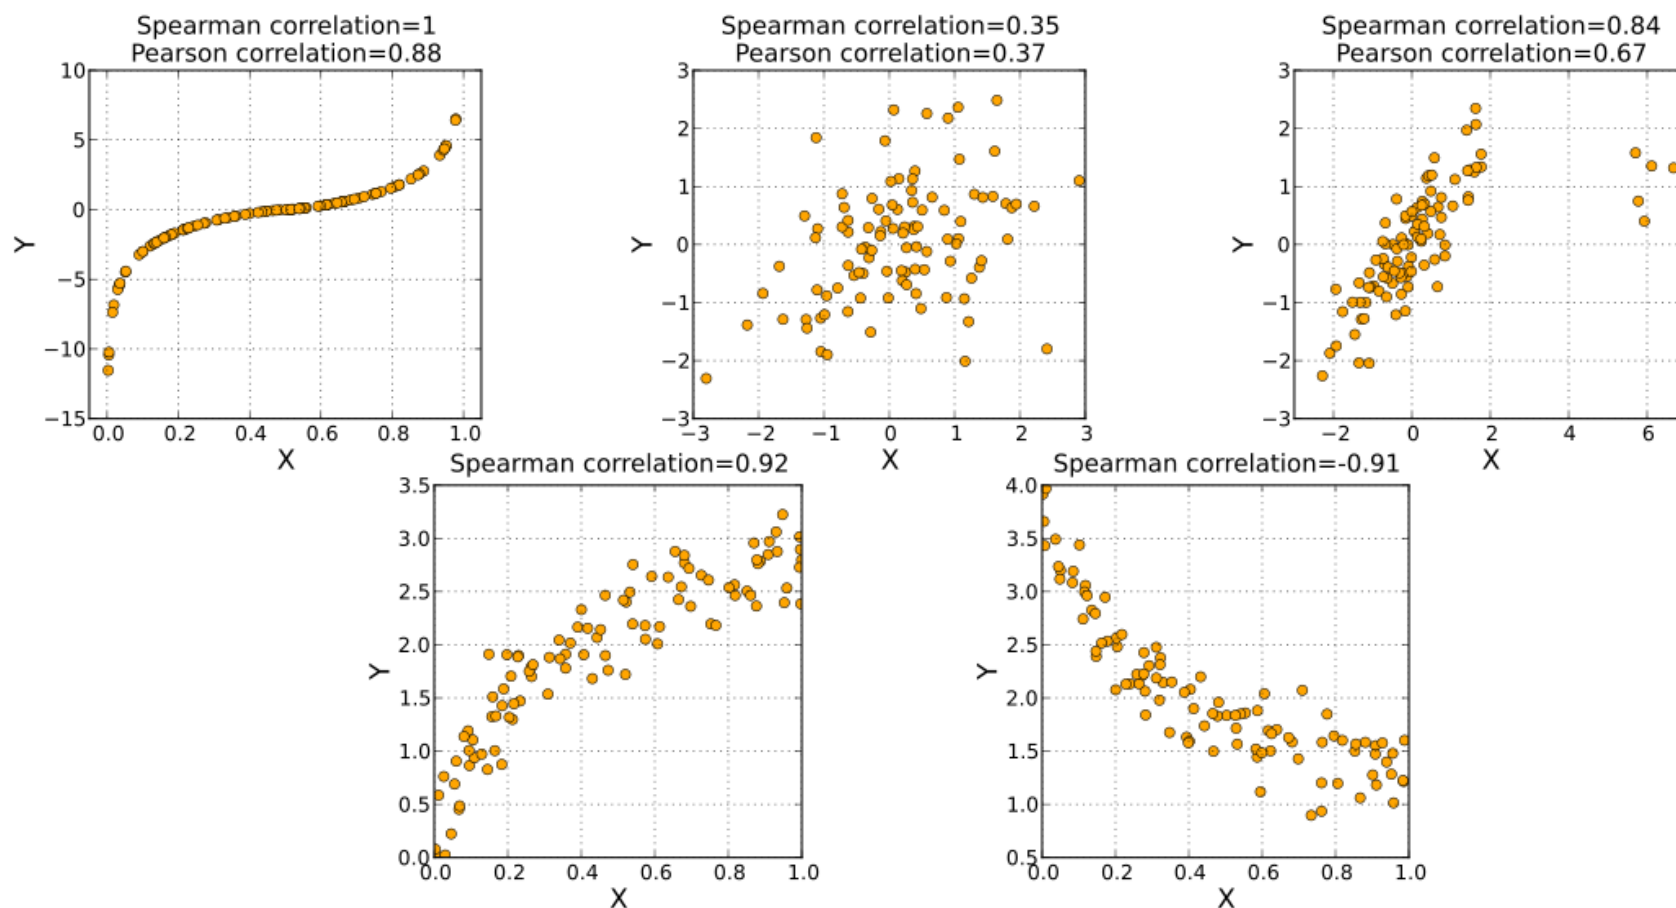 Spearman correlation=1
Pearson correlation=0.88
10
5
0
−5
−10
−15
Y
0.0 0.2 0.4 0.6 0.8 1.0
X
Spearman correlation=0.35
Pearson correlation=0.37
3
2
1
0
−1
−2
−3
Y
−3 −2 −1 0 1 2 3
X
Spearman correlation=0.84
Pearson correlation=0.67
3
2
1
0
−1
−2
−3
Y
−2 0 2 4 6
X
Spearman correlation=0.92
3.5
3.0
2.5
2.0
1.5
1.0
0.5
0.0
Y
0.0 0.2 0.4 0.6 0.8 1.0
X
Spearman correlation=-0.91
4.0
3.5
3.0
2.5
2.0
1.5
1.0
0.5
Y
0.0 0.2 0.4 0.6 0.8 1.0
X